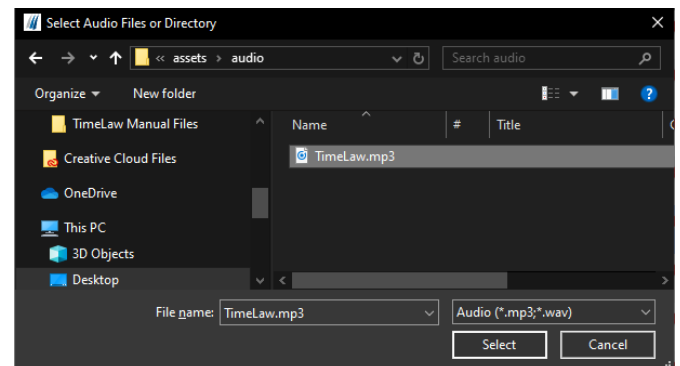 Select Audio Files or Directory
« assets › audio
Search audio
Organize
New folder
TimeLaw Manual Files
Creative Cloud Files
OneDrive
This PC
3D Objects
Desktop
Name
#
Title
TimeLaw.mp3
File name: TimeLaw.mp3
Audio (*.mp3;*.wav)
Select
Cancel